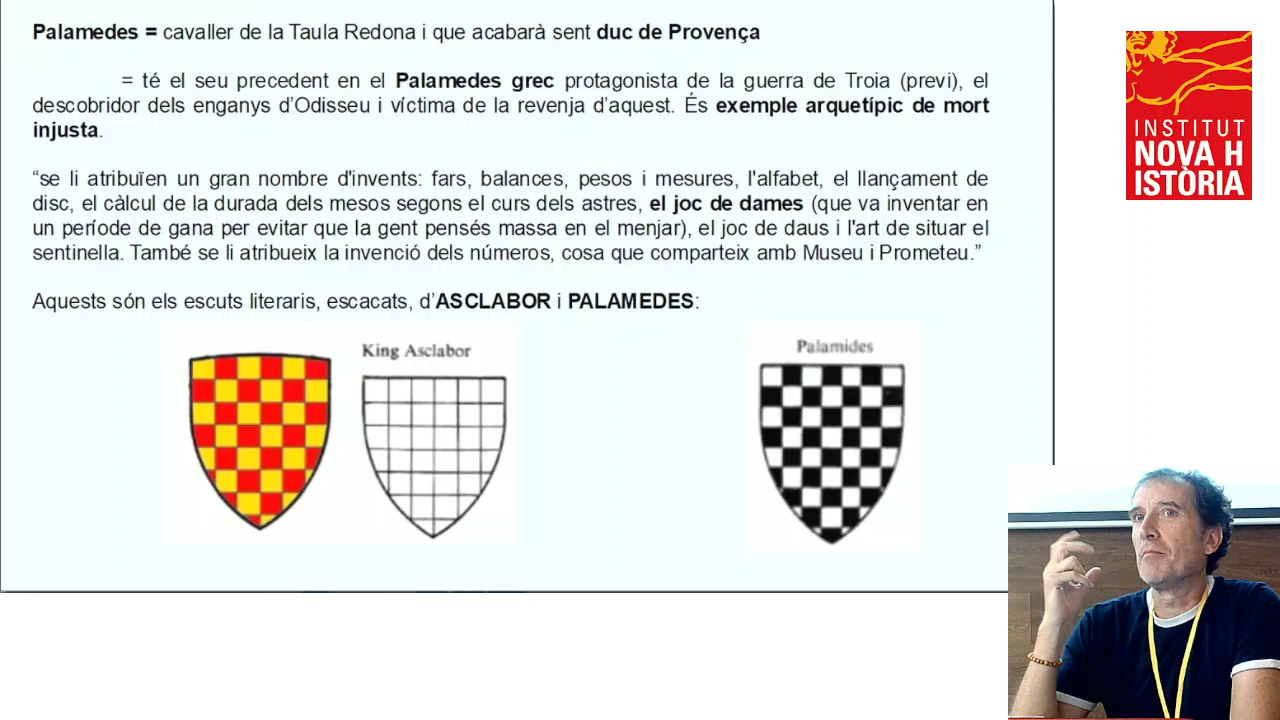 Palamedes = cavaller de la Taula Redona i que acabarà sent duc de Provença
= té el seu precedent en el Palamedes grec protagonista de la guerra de Troia (previ), el
descobridor dels enganys d'Odisseu i víctima de la revenja d'aquest. És exemple arquetípic de mort
injusta.
“se li atribuïen un gran nombre d'invents: fars, balances, pesos i mesures, l'alfabet, el llançament de
disc, el càlcul de la durada dels mesos segons el curs dels astres, el joc de dames (que va inventar en
un període de gana per evitar que la gent pensés massa en el menjar), el joc de daus i l'art de situar el
sentinella. També se li atribueix la invenció dels números, cosa que comparteix amb Museu i Prometeu.”
Aquests són els escuts literaris, escacats, d'ASCLABOR i PALAMEDES:
King Asclabor
Palamides
INSTITUT
NOVA H
ISTÒRIA